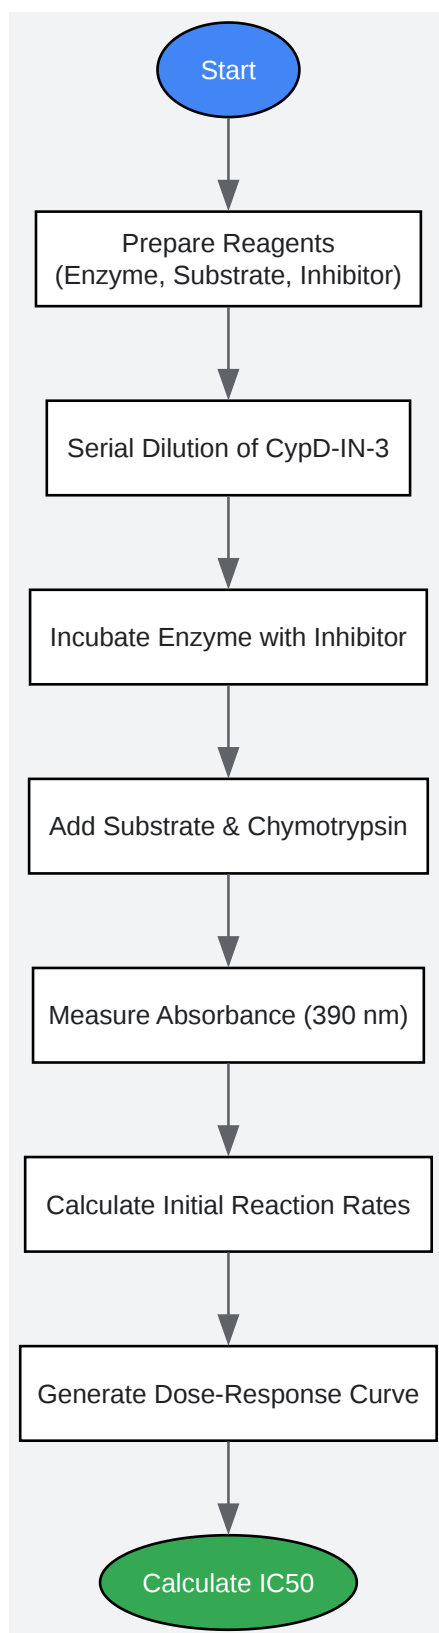 Start
Prepare Reagents
(Enzyme, Substrate, Inhibitor)
Serial Dilution of CypD-IN-3
Incubate Enzyme with Inhibitor
Add Substrate & Chymotrypsin
Measure Absorbance (390 nm)
Calculate Initial Reaction Rates
Generate Dose-Response Curve
Calculate IC50